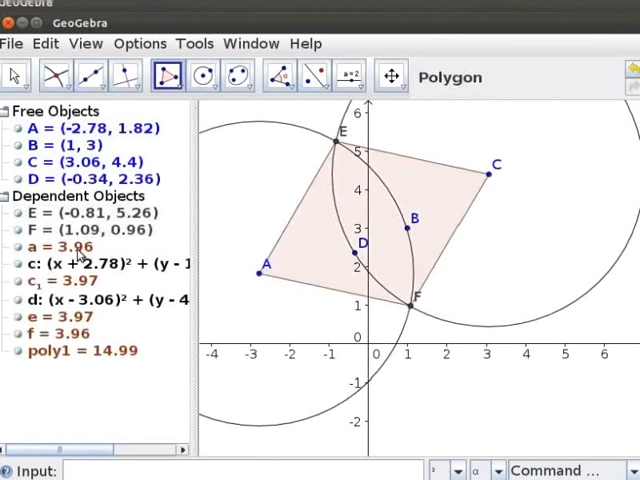 GeoGebra
GeoGebra
File Edit View Options Tools Window Help
a=2
Polygon
Free Objects
A = (-2.78, 1.82)
B = (1, 3)
C = (3.06, 4.4)
D = (-0.34, 2.36)
Dependent Objects
E = (-0.81, 5.26)
F = (1.09, 0.96)
a = 3.96
c: (x + 2.78)² + (y - 1
c₁ = 3.97
d: (x - 3.06)² + (y - 4
e = 3.97
f = 3.96
poly1 = 14.99
6
E
5
C
4
B
3
D
2
A
1
F
0
-4 -3 -2 -1 0 1 2 3 4 5 6
-1
-2
Input:
² α Command ...